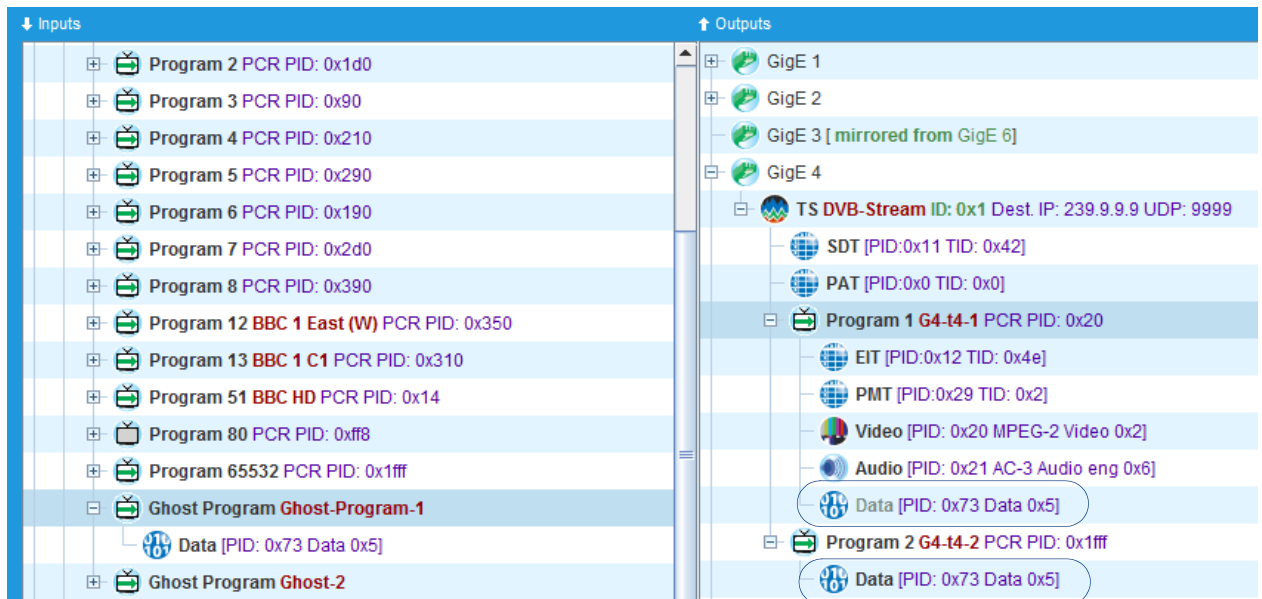 Inputs
Program 2 PCR PID: 0x1d0
Program 3 PCR PID: 0x90
Program 4 PCR PID: 0x210
Program 5 PCR PID: 0x290
Program 6 PCR PID: 0x190
Program 7 PCR PID: 0x2d0
Program 8 PCR PID: 0x390
Program 12 BBC 1 East (W) PCR PID: 0x350
Program 13 BBC 1 C1 PCR PID: 0x310
Program 51 BBC HD PCR PID: 0x14
Program 80 PCR PID: 0xff8
Program 65532 PCR PID: 0x1fff
Ghost Program Ghost-Program-1
Data [PID: 0x73 Data 0x5]
Ghost Program Ghost-2
Outputs
GigE 1
GigE 2
GigE 3 [ mirrored from GigE 6]
GigE 4
TS DVB-Stream ID: 0x1 Dest. IP: 239.9.9.9 UDP: 9999
SDT [PID:0x11 TID: 0x42]
PAT [PID:0x0 TID: 0x0]
Program 1 G4-t4-1 PCR PID: 0x20
EIT [PID:0x12 TID: 0x4e]
PMT [PID:0x29 TID: 0x2]
Video [PID: 0x20 MPEG-2 Video 0x2]
Audio [PID: 0x21 AC-3 Audio eng 0x6]
Data [PID: 0x73 Data 0x5]
Program 2 G4-t4-2 PCR PID: 0x1fff
Data [PID: 0x73 Data 0x5]